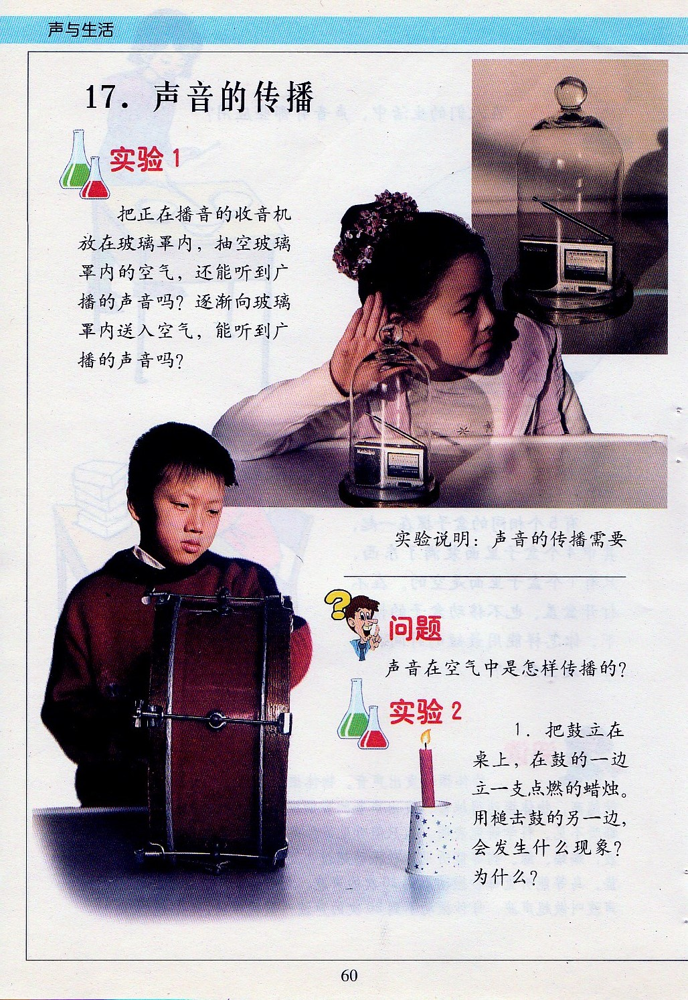 声与生活
17. 声音的传播
实验 1
把正在播音的收音机
放在玻璃罩内，抽空玻璃
罩内的空气，还能听到广
播的声音吗？逐渐向玻璃
罩内送入空气，能听到广
播的声音吗？
Kchibo
Kchibo
实验说明：声音的传播需要
问题
声音在空气中是怎样传播的？
实验 2
1. 把鼓立在
桌上，在鼓的一边
立一支点燃的蜡烛。
用槌击鼓的另一边，
会发生什么现象？
为什么？
60